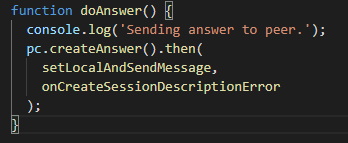 function doAnswer() {
  console.log('Sending answer to peer.');
  pc.createAnswer().then(
    setLocalAndSendMessage,
    onCreateSessionDescriptionError
  );
}